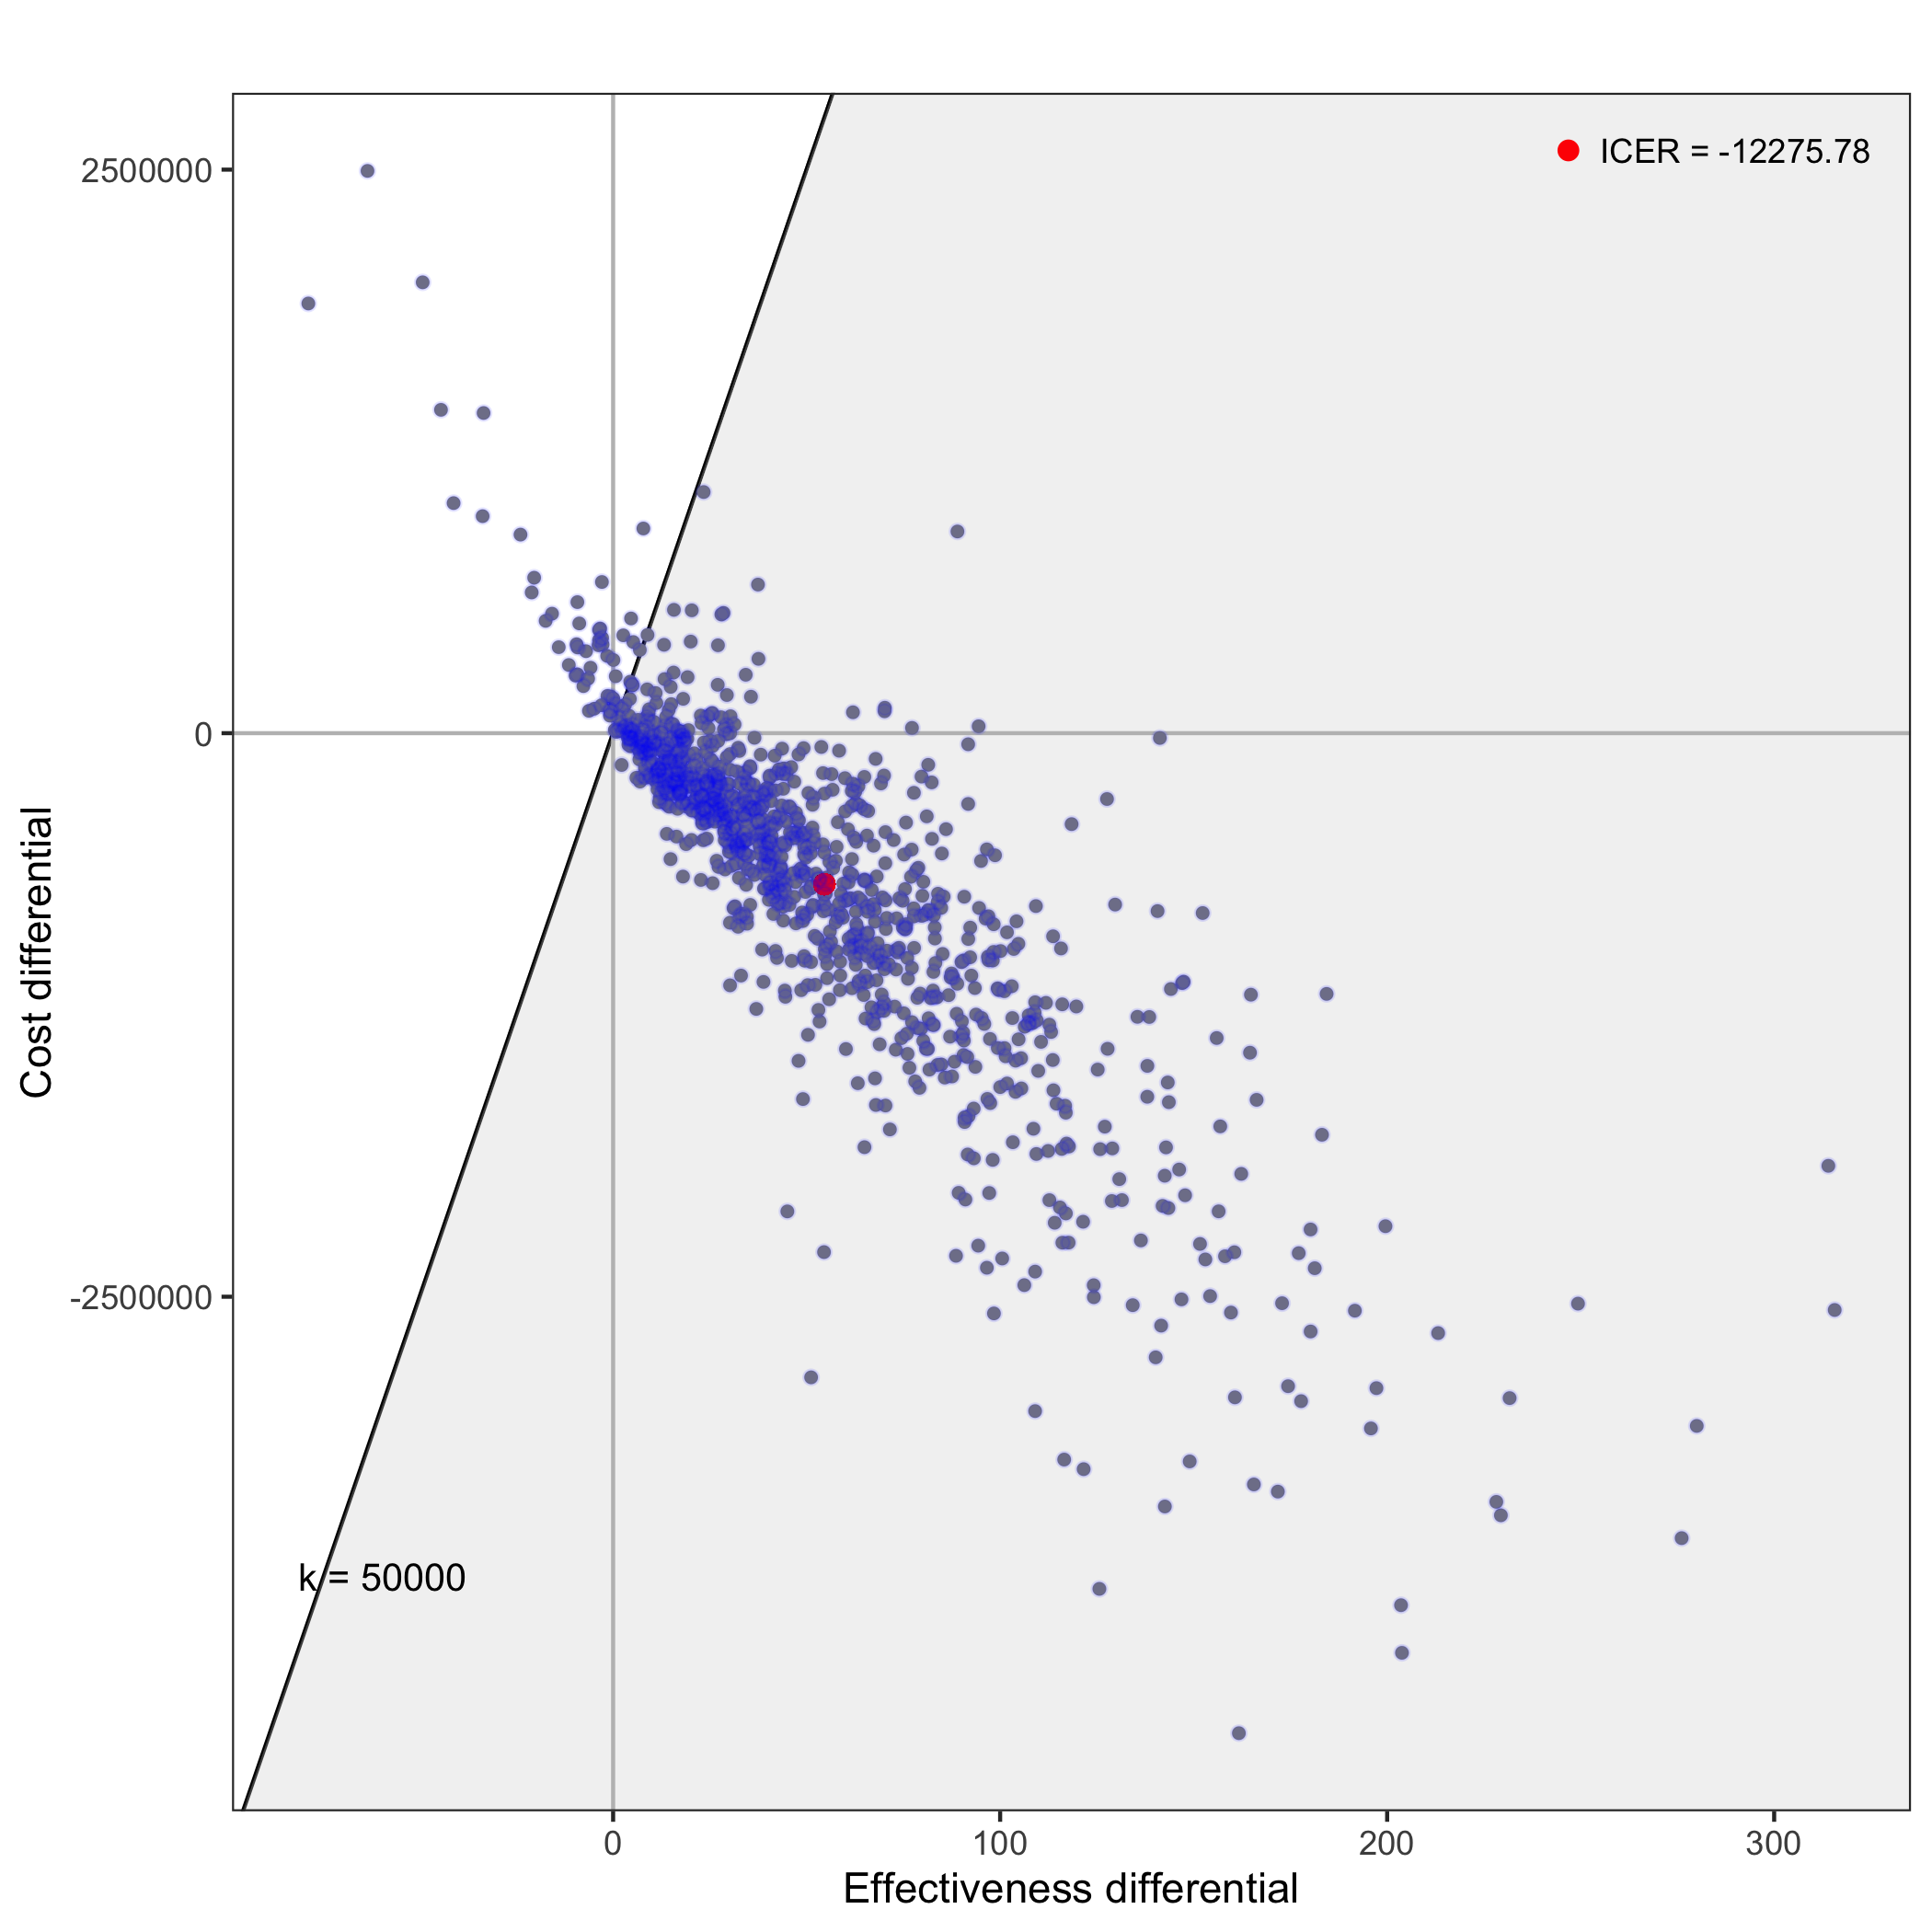 ICER = -12275.78
2500000
0
-2500000
Cost differential
k = 50000
0
100
200
300
Effectiveness differential